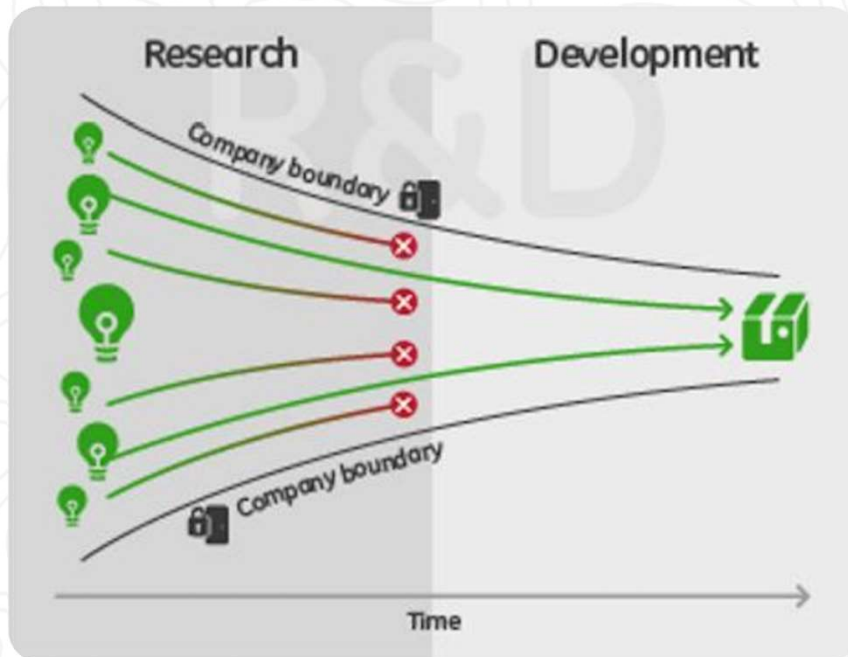 R&D
Research
Development
Company boundary
Company boundary
Time